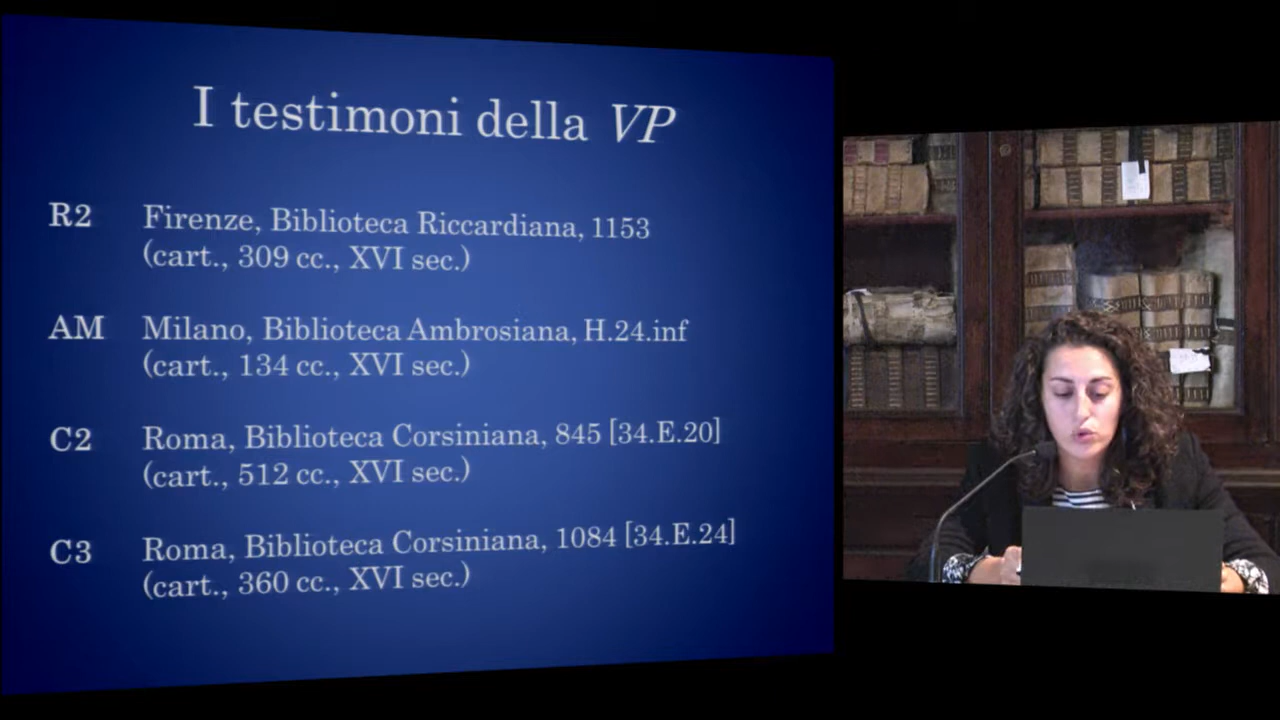 I testimoni della VP
R2 Firenze, Biblioteca Riccardiana, 1153
(cart., 309 cc., XVI sec.)
AM Milano, Biblioteca Ambrosiana, H.24.inf
(cart., 134 cc., XVI sec.)
C2 Roma, Biblioteca Corsiniana, 845 [34.E.20]
(cart., 512 cc., XVI sec.)
C3 Roma, Biblioteca Corsiniana, 1084 [34.E.24]
(cart., 360 cc., XVI sec.)